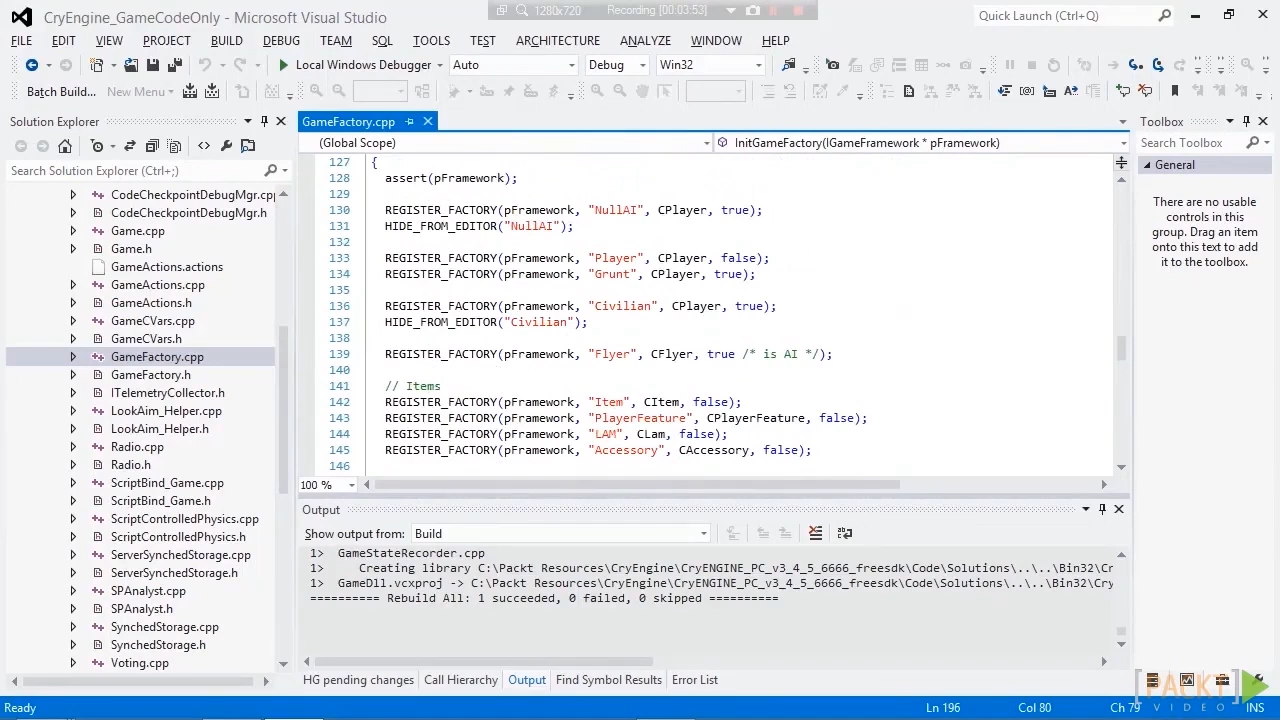 CryEngine_GameCodeOnly - Microsoft Visual Studio
1280x720 Recording [00:03:53]
Quick Launch (Ctrl+Q)
FILE EDIT VIEW PROJECT BUILD DEBUG TEAM SQL TOOLS TEST ARCHITECTURE ANALYZE WINDOW HELP
Local Windows Debugger Auto Debug Win32
Batch Build... New Menu
Solution Explorer
Search Solution Explorer (Ctrl+;)
CodeCheckpointDebugMgr.cpp
CodeCheckpointDebugMgr.h
Game.cpp
Game.h
GameActions.actions
GameActions.cpp
GameActions.h
GameCVars.cpp
GameCVars.h
GameFactory.cpp
GameFactory.h
ITelemetryCollector.h
LookAim_Helper.cpp
LookAim_Helper.h
Radio.cpp
Radio.h
ScriptBind_Game.cpp
ScriptBind_Game.h
ScriptControlledPhysics.cpp
ScriptControlledPhysics.h
ServerSynchedStorage.cpp
ServerSynchedStorage.h
SPAnalyst.cpp
SPAnalyst.h
SynchedStorage.cpp
SynchedStorage.h
Voting.cpp
GameFactory.cpp
(Global Scope) InitGameFactory(IGameFramework * pFramework)
127 {
128 assert(pFramework);
129
130 REGISTER_FACTORY(pFramework, "NullAI", CPlayer, true);
131 HIDE_FROM_EDITOR("NullAI");
132
133 REGISTER_FACTORY(pFramework, "Player", CPlayer, false);
134 REGISTER_FACTORY(pFramework, "Grunt", CPlayer, true);
135
136 REGISTER_FACTORY(pFramework, "Civilian", CPlayer, true);
137 HIDE_FROM_EDITOR("Civilian");
138
139 REGISTER_FACTORY(pFramework, "Flyer", CFlyer, true /* is AI */);
140
141 // Items
142 REGISTER_FACTORY(pFramework, "Item", CItem, false);
143 REGISTER_FACTORY(pFramework, "PlayerFeature", CPlayerFeature, false);
144 REGISTER_FACTORY(pFramework, "LAM", CLam, false);
145 REGISTER_FACTORY(pFramework, "Accessory", CAccessory, false);
146
100 %
Output
Show output from: Build
1> GameStateRecorder.cpp
1> Creating library C:\Packt Resources\CryEngine\CryENGINE_PC_v3_4_5_6666_freesdk\Code\Solutions\..\..\Bin32\Cr
1> GameDll.vcxproj -> C:\Packt Resources\CryEngine\CryENGINE_PC_v3_4_5_6666_freesdk\Code\Solutions\..\..\Bin32\Cry
========== Rebuild All: 1 succeeded, 0 failed, 0 skipped ==========
HG pending changes Call Hierarchy Output Find Symbol Results Error List
Toolbox
Search Toolbox
General
There are no usable
controls in this
group. Drag an item
onto this text to add
it to the toolbox.
[PACKT]
VIDEO
Ready Ln 196 Col 80 Ch 79 INS